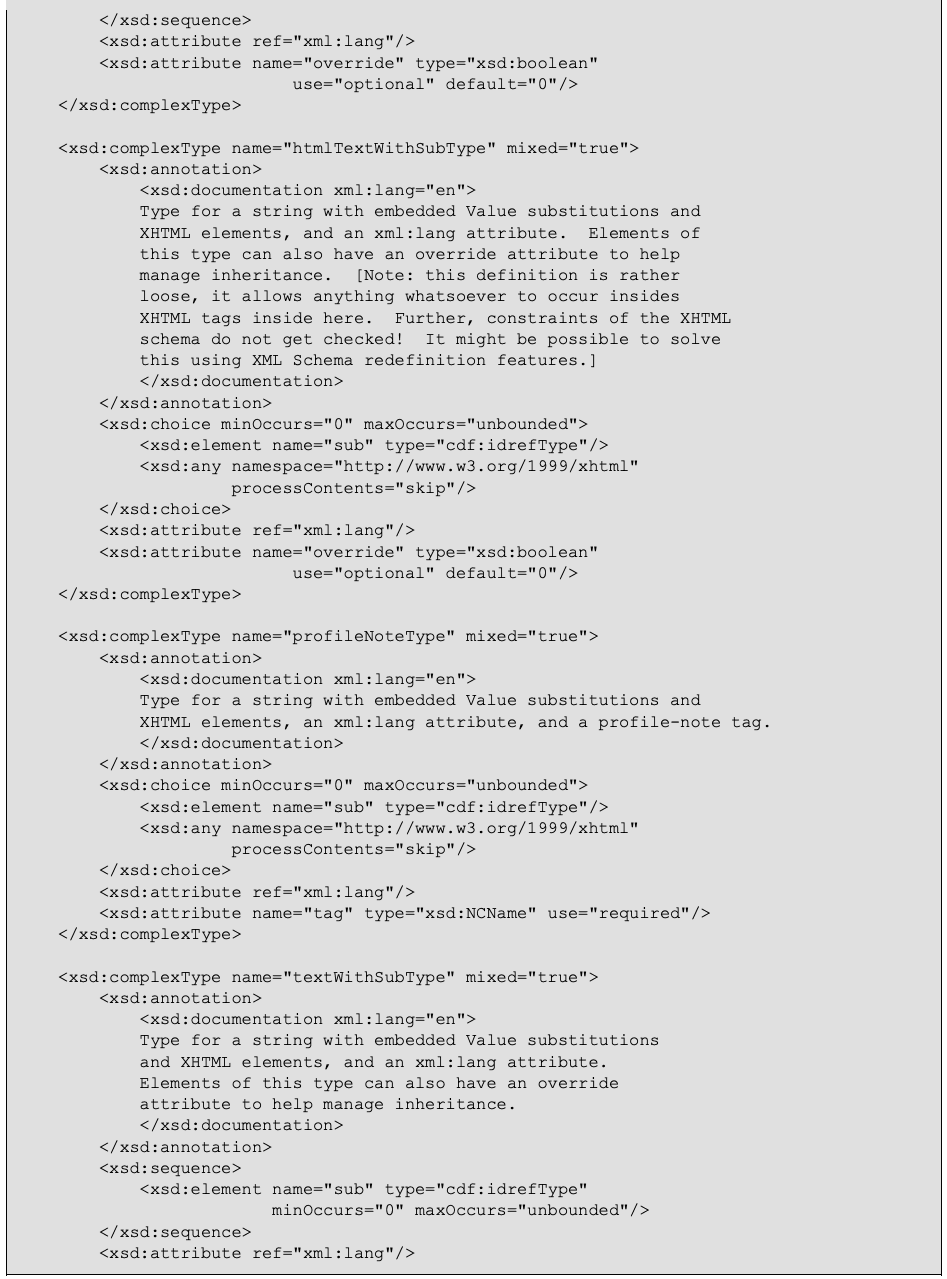 </xsd:sequence>
        <xsd:attribute ref="xml:lang"/>
        <xsd:attribute name="override" type="xsd:boolean"
                       use="optional" default="0"/>
    </xsd:complexType>

    <xsd:complexType name="htmlTextWithSubType" mixed="true">
        <xsd:annotation>
            <xsd:documentation xml:lang="en">
            Type for a string with embedded Value substitutions and
            XHTML elements, and an xml:lang attribute.  Elements of
            this type can also have an override attribute to help
            manage inheritance.  [Note: this definition is rather
            loose, it allows anything whatsoever to occur insides
            XHTML tags inside here.  Further, constraints of the XHTML
            schema do not get checked!  It might be possible to solve
            this using XML Schema redefinition features.]
            </xsd:documentation>
        </xsd:annotation>
        <xsd:choice minOccurs="0" maxOccurs="unbounded">
            <xsd:element name="sub" type="cdf:idrefType"/>
            <xsd:any namespace="http://www.w3.org/1999/xhtml"
                     processContents="skip"/>
        </xsd:choice>
        <xsd:attribute ref="xml:lang"/>
        <xsd:attribute name="override" type="xsd:boolean"
                       use="optional" default="0"/>
    </xsd:complexType>

    <xsd:complexType name="profileNoteType" mixed="true">
        <xsd:annotation>
            <xsd:documentation xml:lang="en">
            Type for a string with embedded Value substitutions and
            XHTML elements, an xml:lang attribute, and a profile-note tag.
            </xsd:documentation>
        </xsd:annotation>
        <xsd:choice minOccurs="0" maxOccurs="unbounded">
            <xsd:element name="sub" type="cdf:idrefType"/>
            <xsd:any namespace="http://www.w3.org/1999/xhtml"
                     processContents="skip"/>
        </xsd:choice>
        <xsd:attribute ref="xml:lang"/>
        <xsd:attribute name="tag" type="xsd:NCName" use="required"/>
    </xsd:complexType>

    <xsd:complexType name="textWithSubType" mixed="true">
        <xsd:annotation>
            <xsd:documentation xml:lang="en">
            Type for a string with embedded Value substitutions
            and XHTML elements, and an xml:lang attribute.
            Elements of this type can also have an override
            attribute to help manage inheritance.
            </xsd:documentation>
        </xsd:annotation>
        <xsd:sequence>
            <xsd:element name="sub" type="cdf:idrefType"
                         minOccurs="0" maxOccurs="unbounded"/>
        </xsd:sequence>
        <xsd:attribute ref="xml:lang"/>